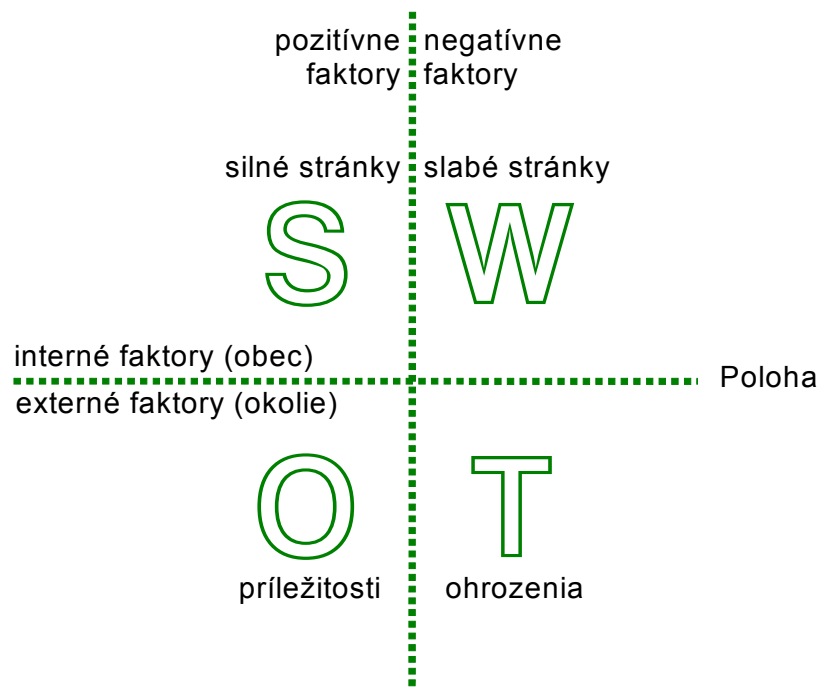 pozitívne negatívne
faktory faktory
silné stránky slabé stránky
S W
interné faktory (obec)
Poloha
externé faktory (okolie)
O T
príležitosti ohrozenia